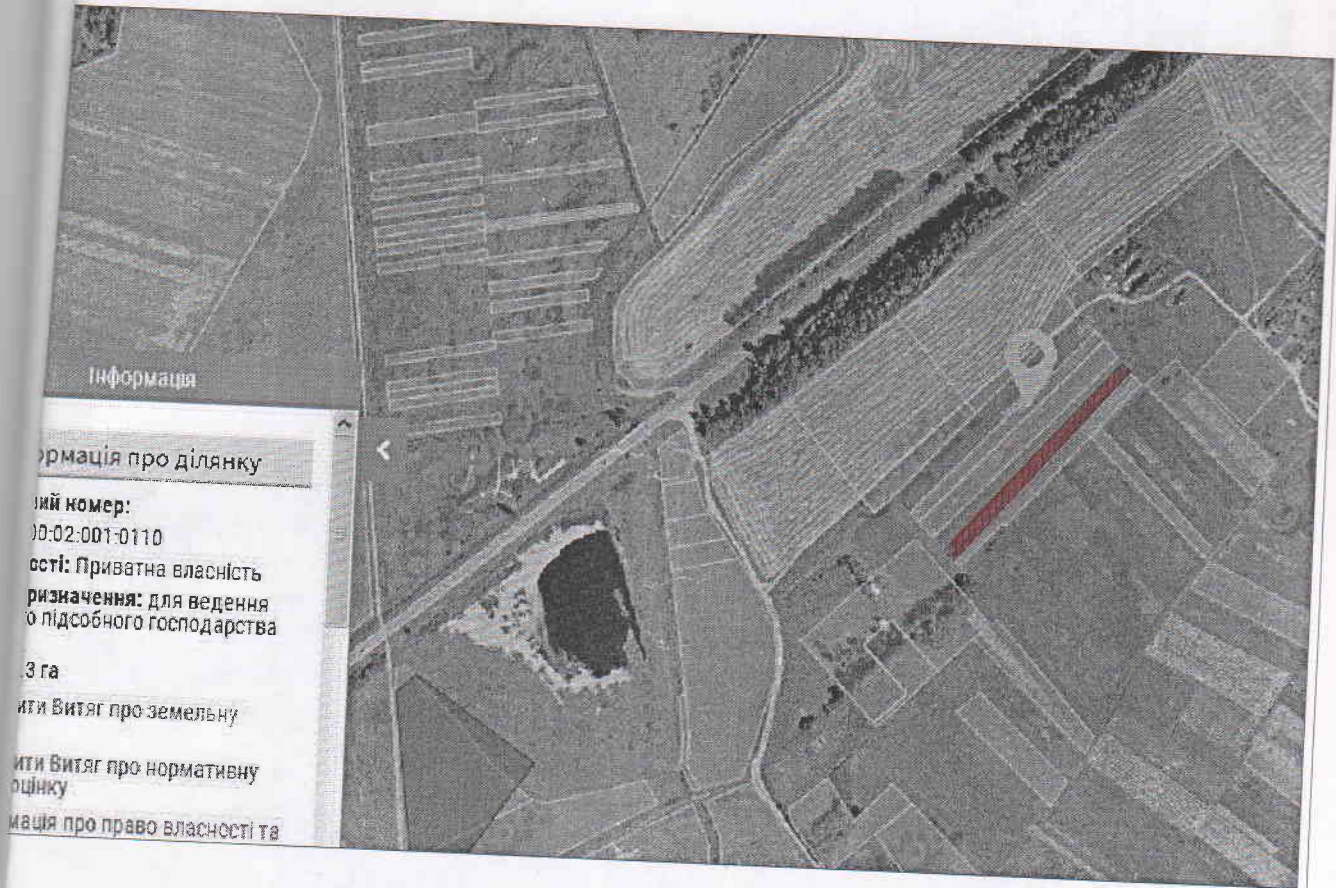 Інформація
ормація про ділянку
ний номер:
00:02:001:0110
ості: Приватна власність
ризначення: для ведення
о підсобного господарства
.3 га
ити Витяг про земельну
ити Витяг про нормативну
оцінку
мація про право власності та